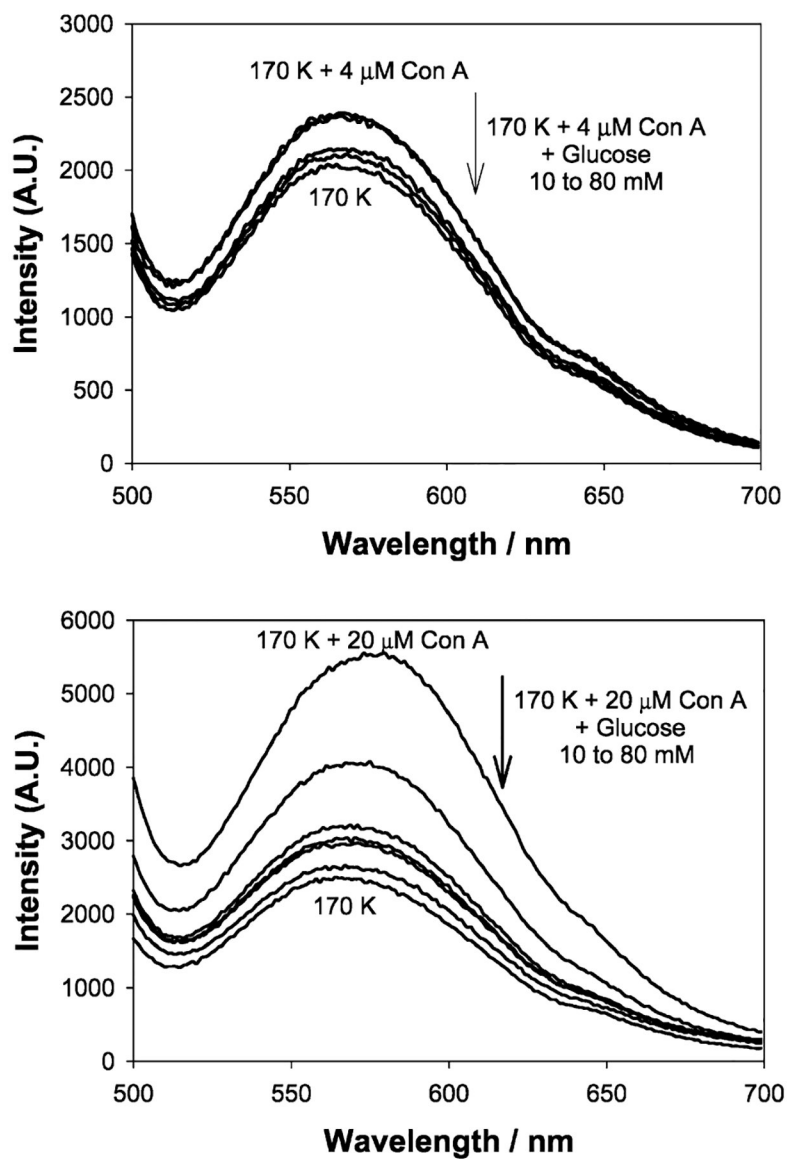 3000
2500
2000
1500
1000
500
0
Intensity (A.U.)
170 K + 4 μM Con A
170 K + 4 μM Con A
+ Glucose
10 to 80 mM
170 K
500 550 600 650 700
Wavelength / nm
6000
5000
4000
3000
2000
1000
0
Intensity (A.U.)
170 K + 20 μM Con A
170 K + 20 μM Con A
+ Glucose
10 to 80 mM
170 K
500 550 600 650 700
Wavelength / nm